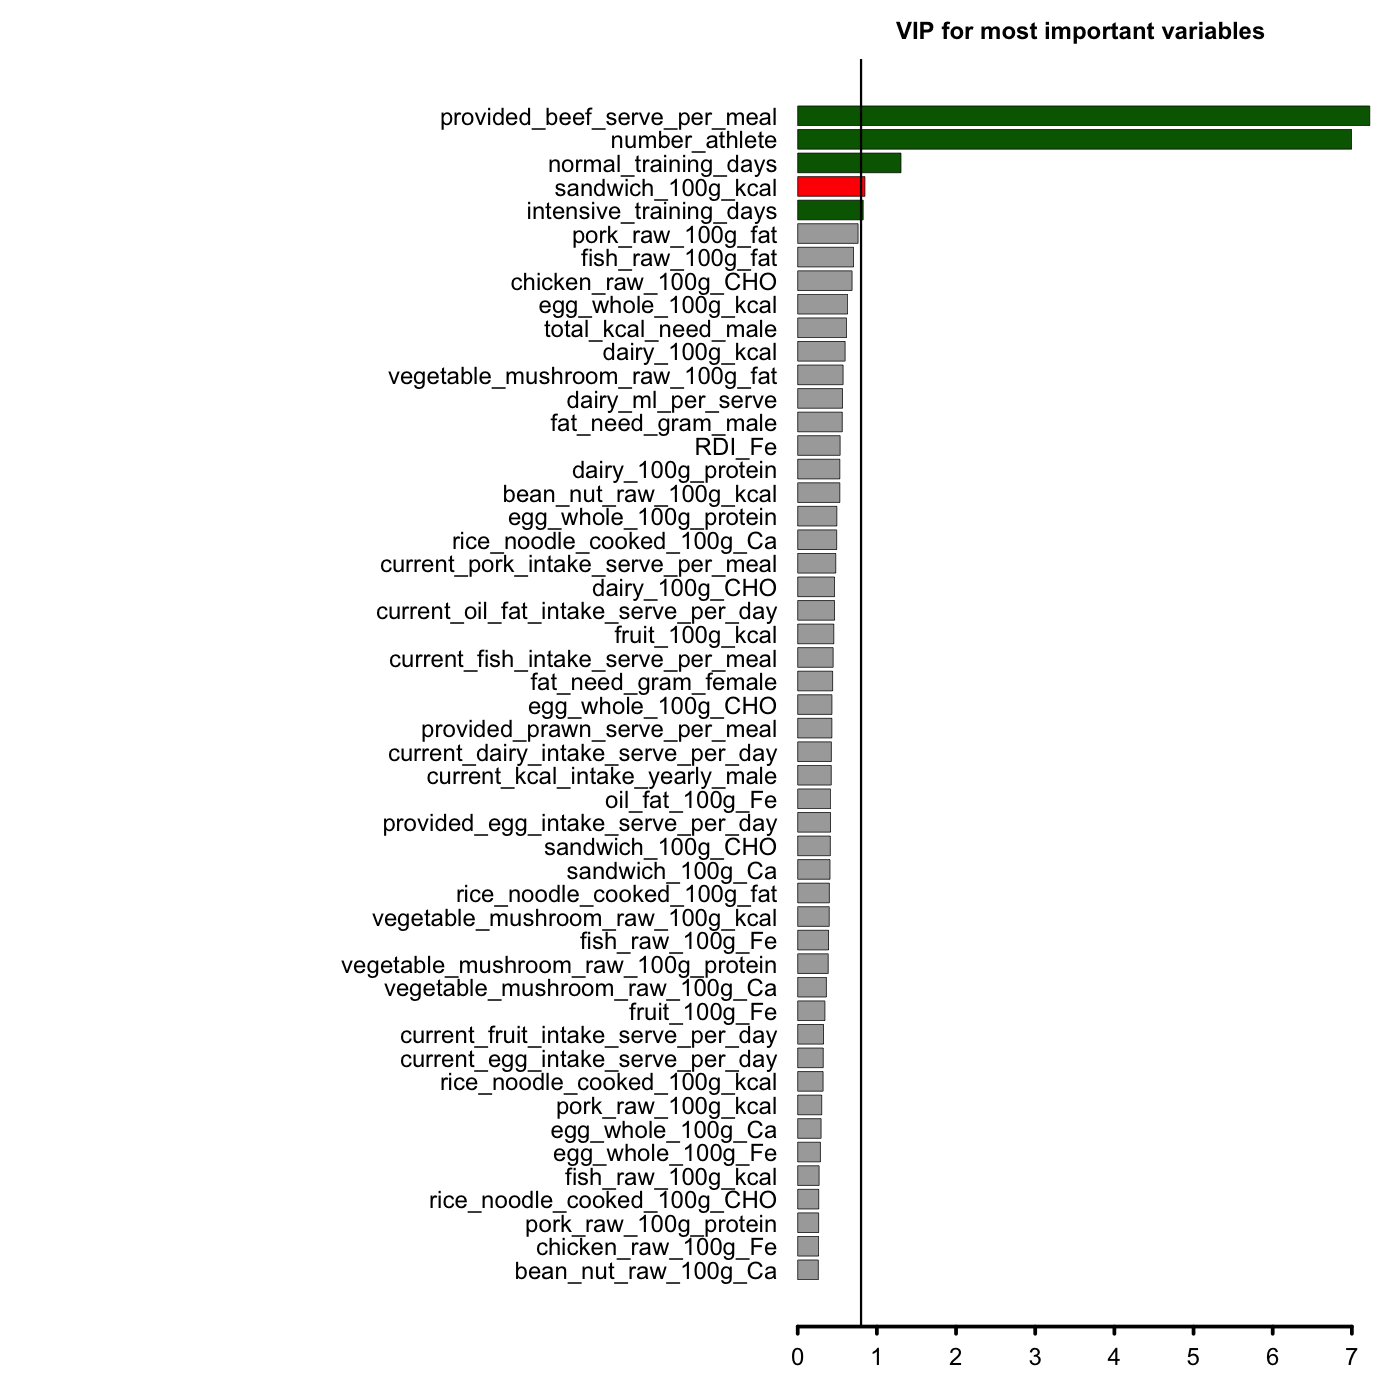 VIP for most important variables
provided_beef_serve_per_meal
number_athlete
normal_training_days
sandwich_100g_kcal
intensive_training_days
pork_raw_100g_fat
fish_raw_100g_fat
chicken_raw_100g_CHO
egg_whole_100g_kcal
total_kcal_need_male
dairy_100g_kcal
vegetable_mushroom_raw_100g_fat
dairy_ml_per_serve
fat_need_gram_male
RDI_Fe
dairy_100g_protein
bean_nut_raw_100g_kcal
egg_whole_100g_protein
rice_noodle_cooked_100g_Ca
current_pork_intake_serve_per_meal
dairy_100g_CHO
current_oil_fat_intake_serve_per_day
fruit_100g_kcal
current_fish_intake_serve_per_meal
fat_need_gram_female
egg_whole_100g_CHO
provided_prawn_serve_per_meal
current_dairy_intake_serve_per_day
current_kcal_intake_yearly_male
oil_fat_100g_Fe
provided_egg_intake_serve_per_day
sandwich_100g_CHO
sandwich_100g_Ca
rice_noodle_cooked_100g_fat
vegetable_mushroom_raw_100g_kcal
fish_raw_100g_Fe
vegetable_mushroom_raw_100g_protein
vegetable_mushroom_raw_100g_Ca
fruit_100g_Fe
current_fruit_intake_serve_per_day
current_egg_intake_serve_per_day
rice_noodle_cooked_100g_kcal
pork_raw_100g_kcal
egg_whole_100g_Ca
egg_whole_100g_Fe
fish_raw_100g_kcal
rice_noodle_cooked_100g_CHO
pork_raw_100g_protein
chicken_raw_100g_Fe
bean_nut_raw_100g_Ca
0 1 2 3 4 5 6 7